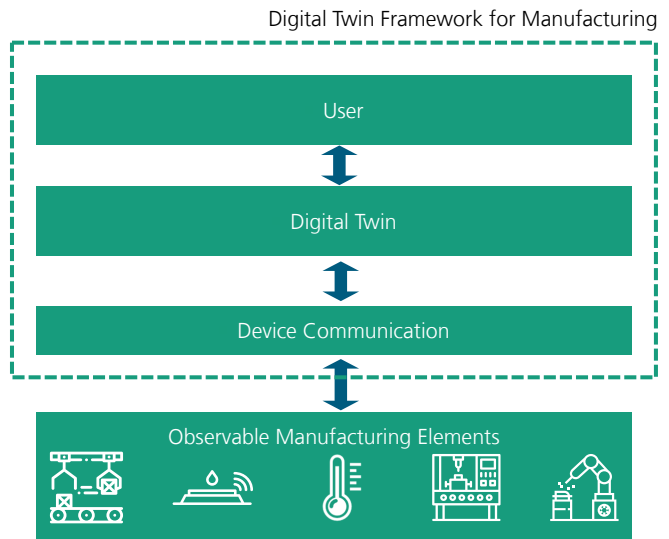 Digital Twin Framework for Manufacturing
User
Digital Twin
Device Communication
Observable Manufacturing Elements